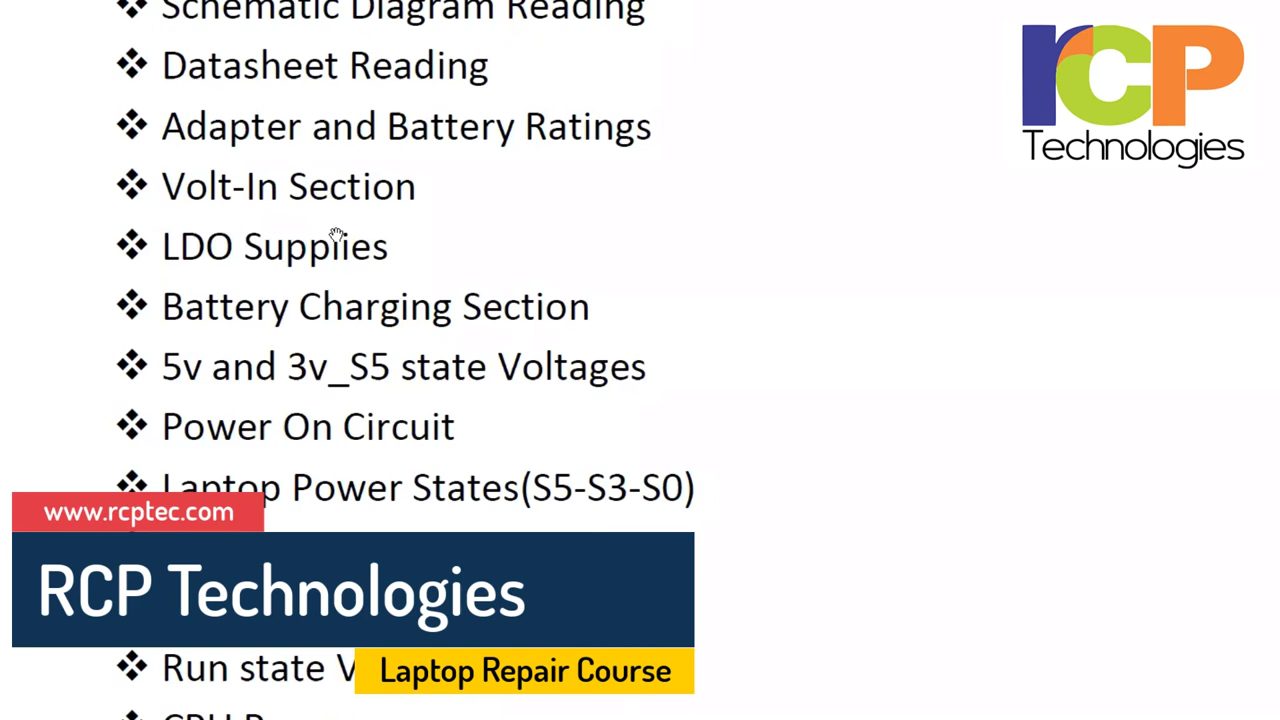 Schematic Diagram Reading
Datasheet Reading
Adapter and Battery Ratings
Volt-In Section
LDO Supplies
Battery Charging Section
5v and 3v_S5 state Voltages
Power On Circuit
Laptop Power States(S5-S3-S0)
Run state
rcp
Technologies
www.rcptec.com
RCP Technologies
Laptop Repair Course